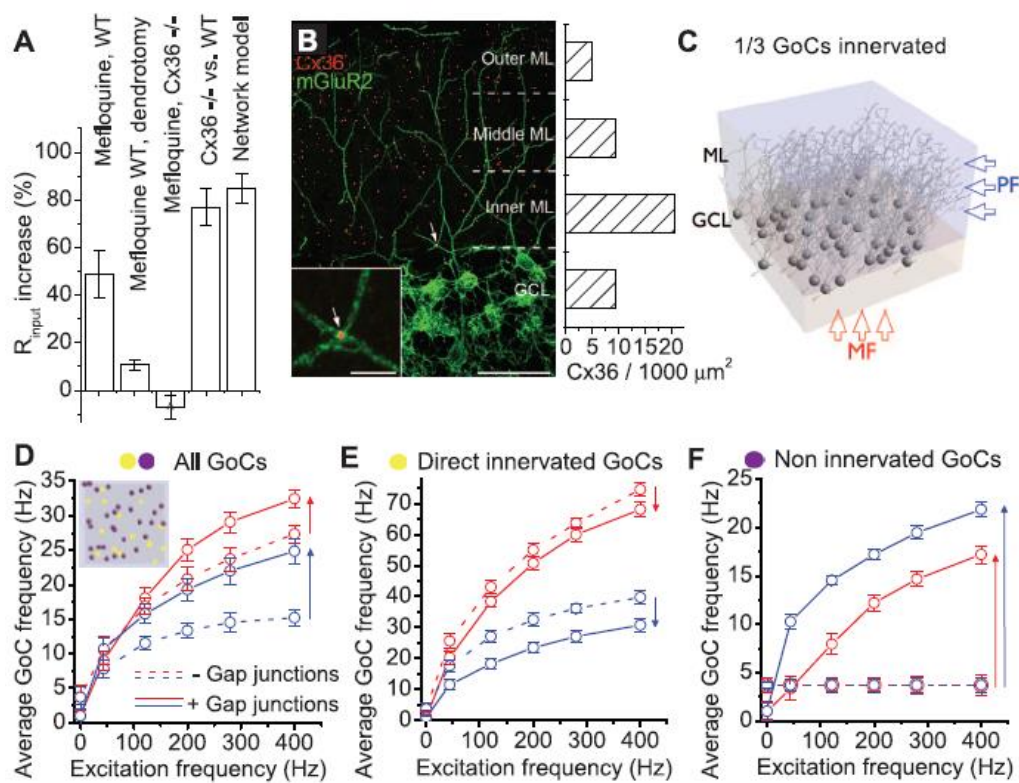 A
Mefloquine, WT
Mefloquine WT, dendrotomy
Mefloquine, Cx36 -/-
Cx36 -/- vs. WT
Network model
R input increase (%)
100
80
60
40
20
0
B
Cx36
mGluR2
Outer ML
Middle ML
Inner ML
GCL
0 5 10 15 20
Cx36 / 1000 μm²
C
1/3 GoCs innervated
ML
GCL
PF
MF
D
All GoCs
Average GoC frequency (Hz)
35
30
25
20
15
10
5
0
- Gap junctions
+ Gap junctions
0 100 200 300 400
Excitation frequency (Hz)
E
Direct innervated GoCs
Average GoC frequency (Hz)
70
60
50
40
30
20
10
0
0 100 200 300 400
Excitation frequency (Hz)
F
Non innervated GoCs
Average GoC frequency (Hz)
25
20
15
10
5
0
0 100 200 300 400
Excitation frequency (Hz)